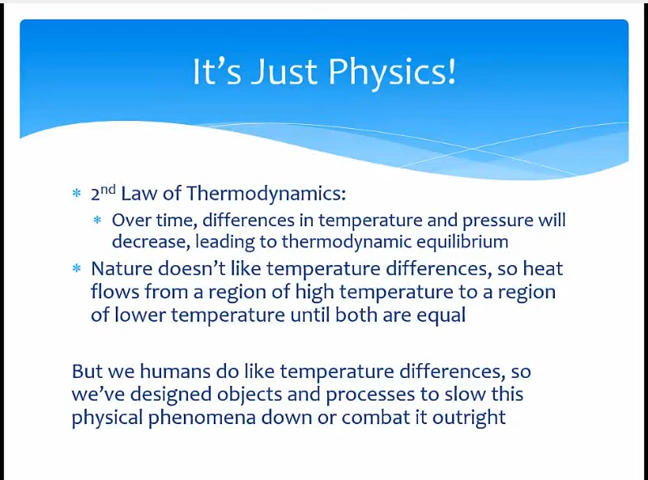 It's Just Physics!
2nd Law of Thermodynamics:
Over time, differences in temperature and pressure will
decrease, leading to thermodynamic equilibrium
Nature doesn't like temperature differences, so heat
flows from a region of high temperature to a region
of lower temperature until both are equal
But we humans do like temperature differences, so
we've designed objects and processes to slow this
physical phenomena down or combat it outright